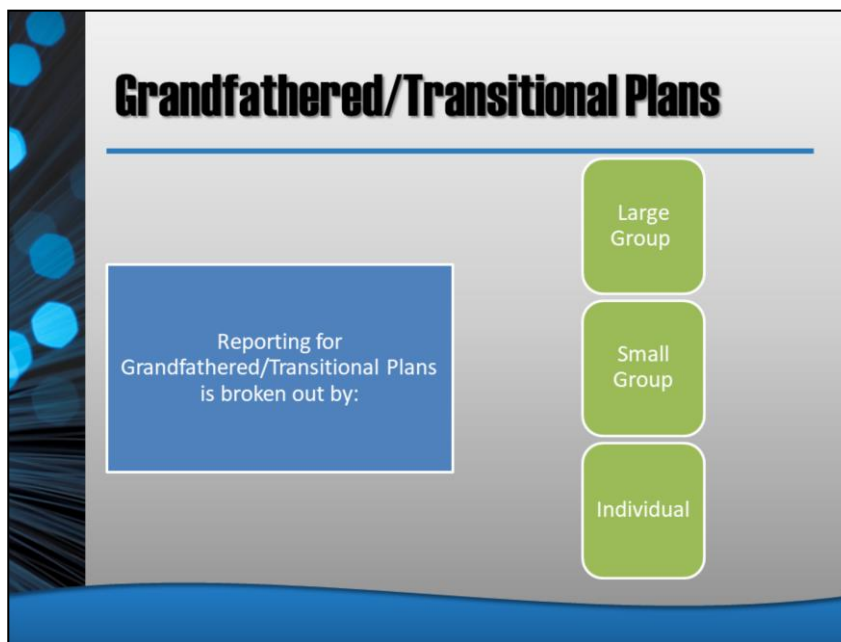 Grandfathered/Transitional Plans
Reporting for
Grandfathered/Transitional Plans
is broken out by:
Large
Group
Small
Group
Individual